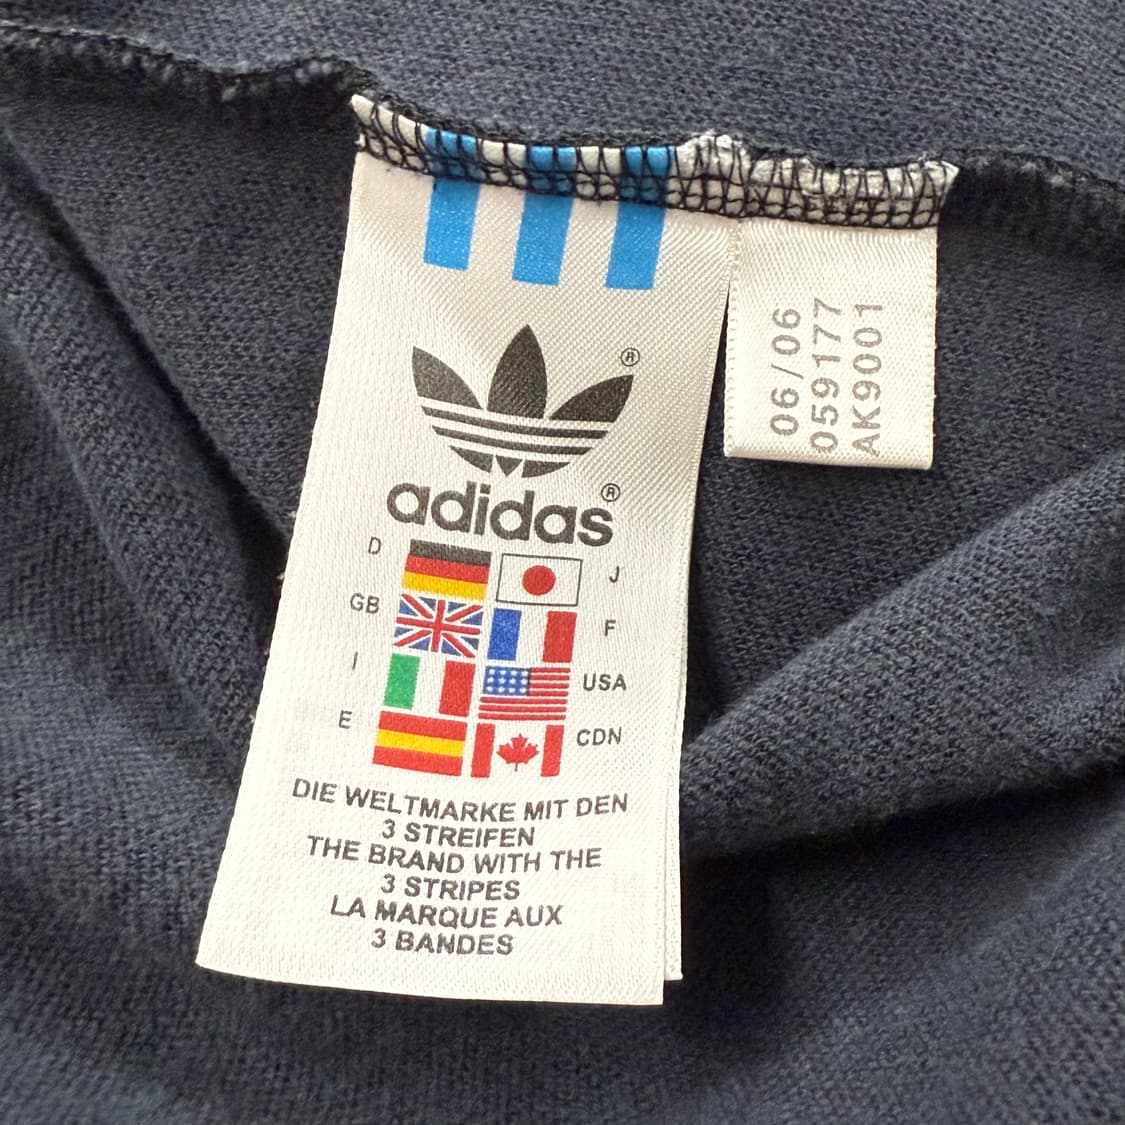 ®
adidas®
D
J
GB
F
I
USA
E
CDN
DIE WELTMARKE MIT DEN
3 STREIFEN
THE BRAND WITH THE
3 STRIPES
LA MARQUE AUX
3 BANDES
06/06
059177
AK9001